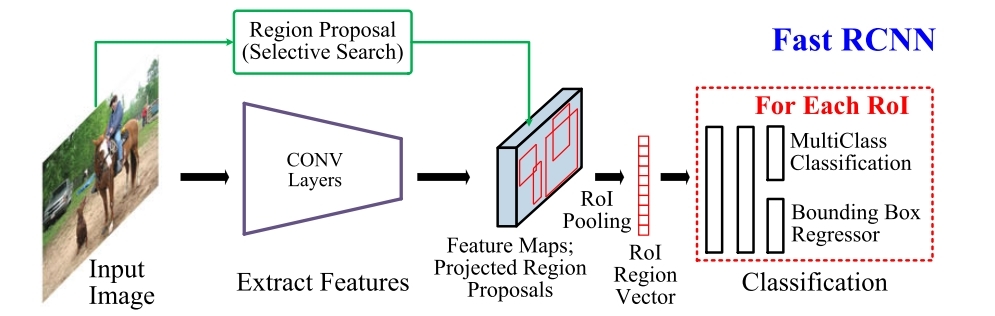 Region Proposal
(Selective Search)
Fast RCNN
For Each RoI
MultiClass
Classification
CONV
Layers
RoI
Pooling
Bounding Box
Regressor
Input
Image
Extract Features
Feature Maps;
Projected Region
Proposals
RoI
Region
Vector
Classification